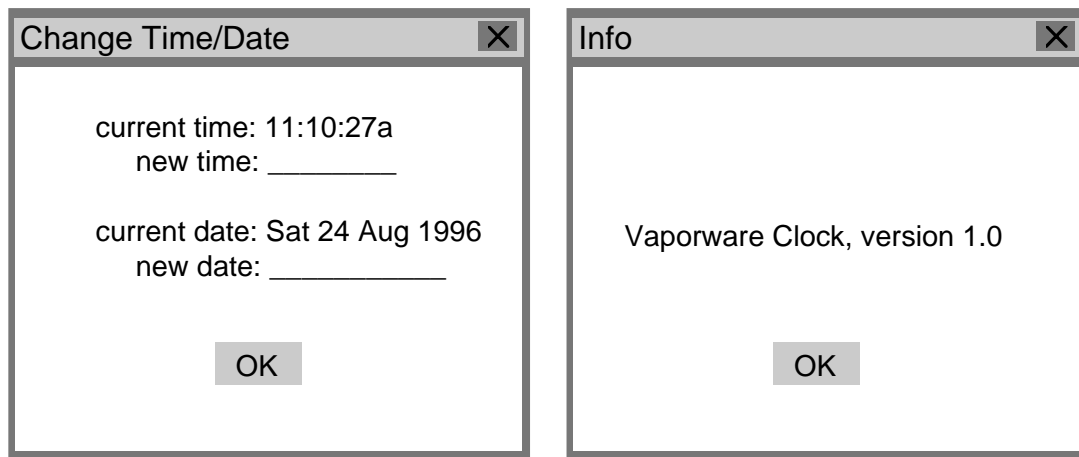 Change Time/Date
current time: 11:10:27a
new time: ________
current date: Sat 24 Aug 1996
new date: ___________
OK
Info
Vaporware Clock, version 1.0
OK